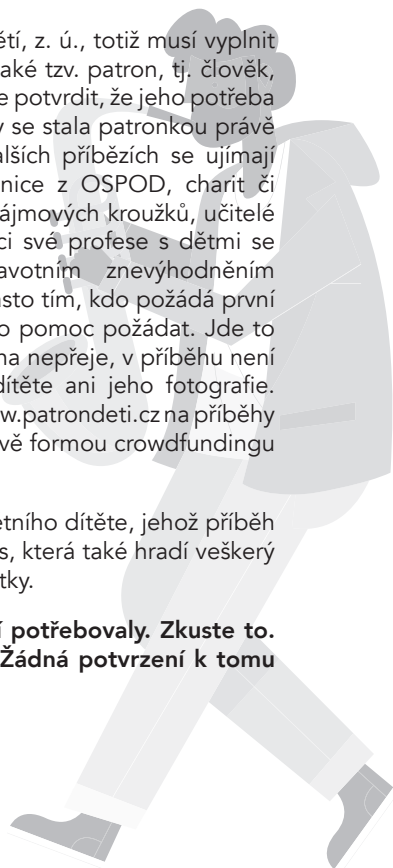 ětí, z. ú., totiž musí vyplnit
aké tzv. patron, tj. člověk,
e potvrdit, že jeho potřeba
y se stala patronkou právě
alších příbězích se ujímají
nice z OSPOD, charit či
ájmových kroužků, učitelé
ci své profese s dětmi se
avotním znevýhodněním
asto tím, kdo požádá první
o pomoc požádat. Jde to
na nepřeje, v příběhu není
dítěte ani jeho fotografie.
w.patrondeti.cz na příběhy
vě formou crowdfundingu
etního dítěte, jehož příběh
s, která také hradí veškerý
tky.
í potřebovaly. Zkuste to.
Žádná potvrzení k tomu